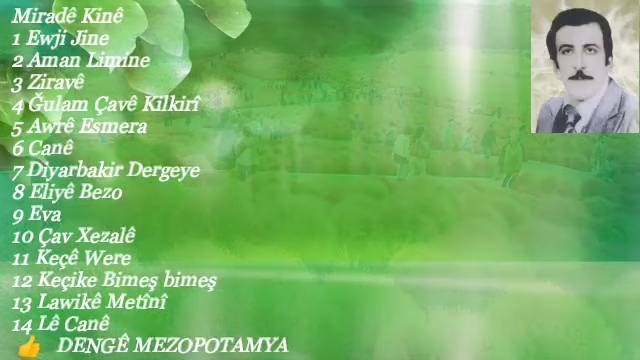 Miradê Kinê
1 Ewji Jine
2 Aman Limine
3 Ziravê
4 Ğulam Çavê Kilkirî
5 Awrê Esmera
6 Canê
7 Diyarbakir Dergeye
8 Eliyê Bezo
9 Eva
10 Çav Xezalê
11 Keçê Were
12 Keçike Bimeş bimeş
13 Lawikê Metînî
14 Lê Canê
👍 DENGÊ MEZOPOTAMYA